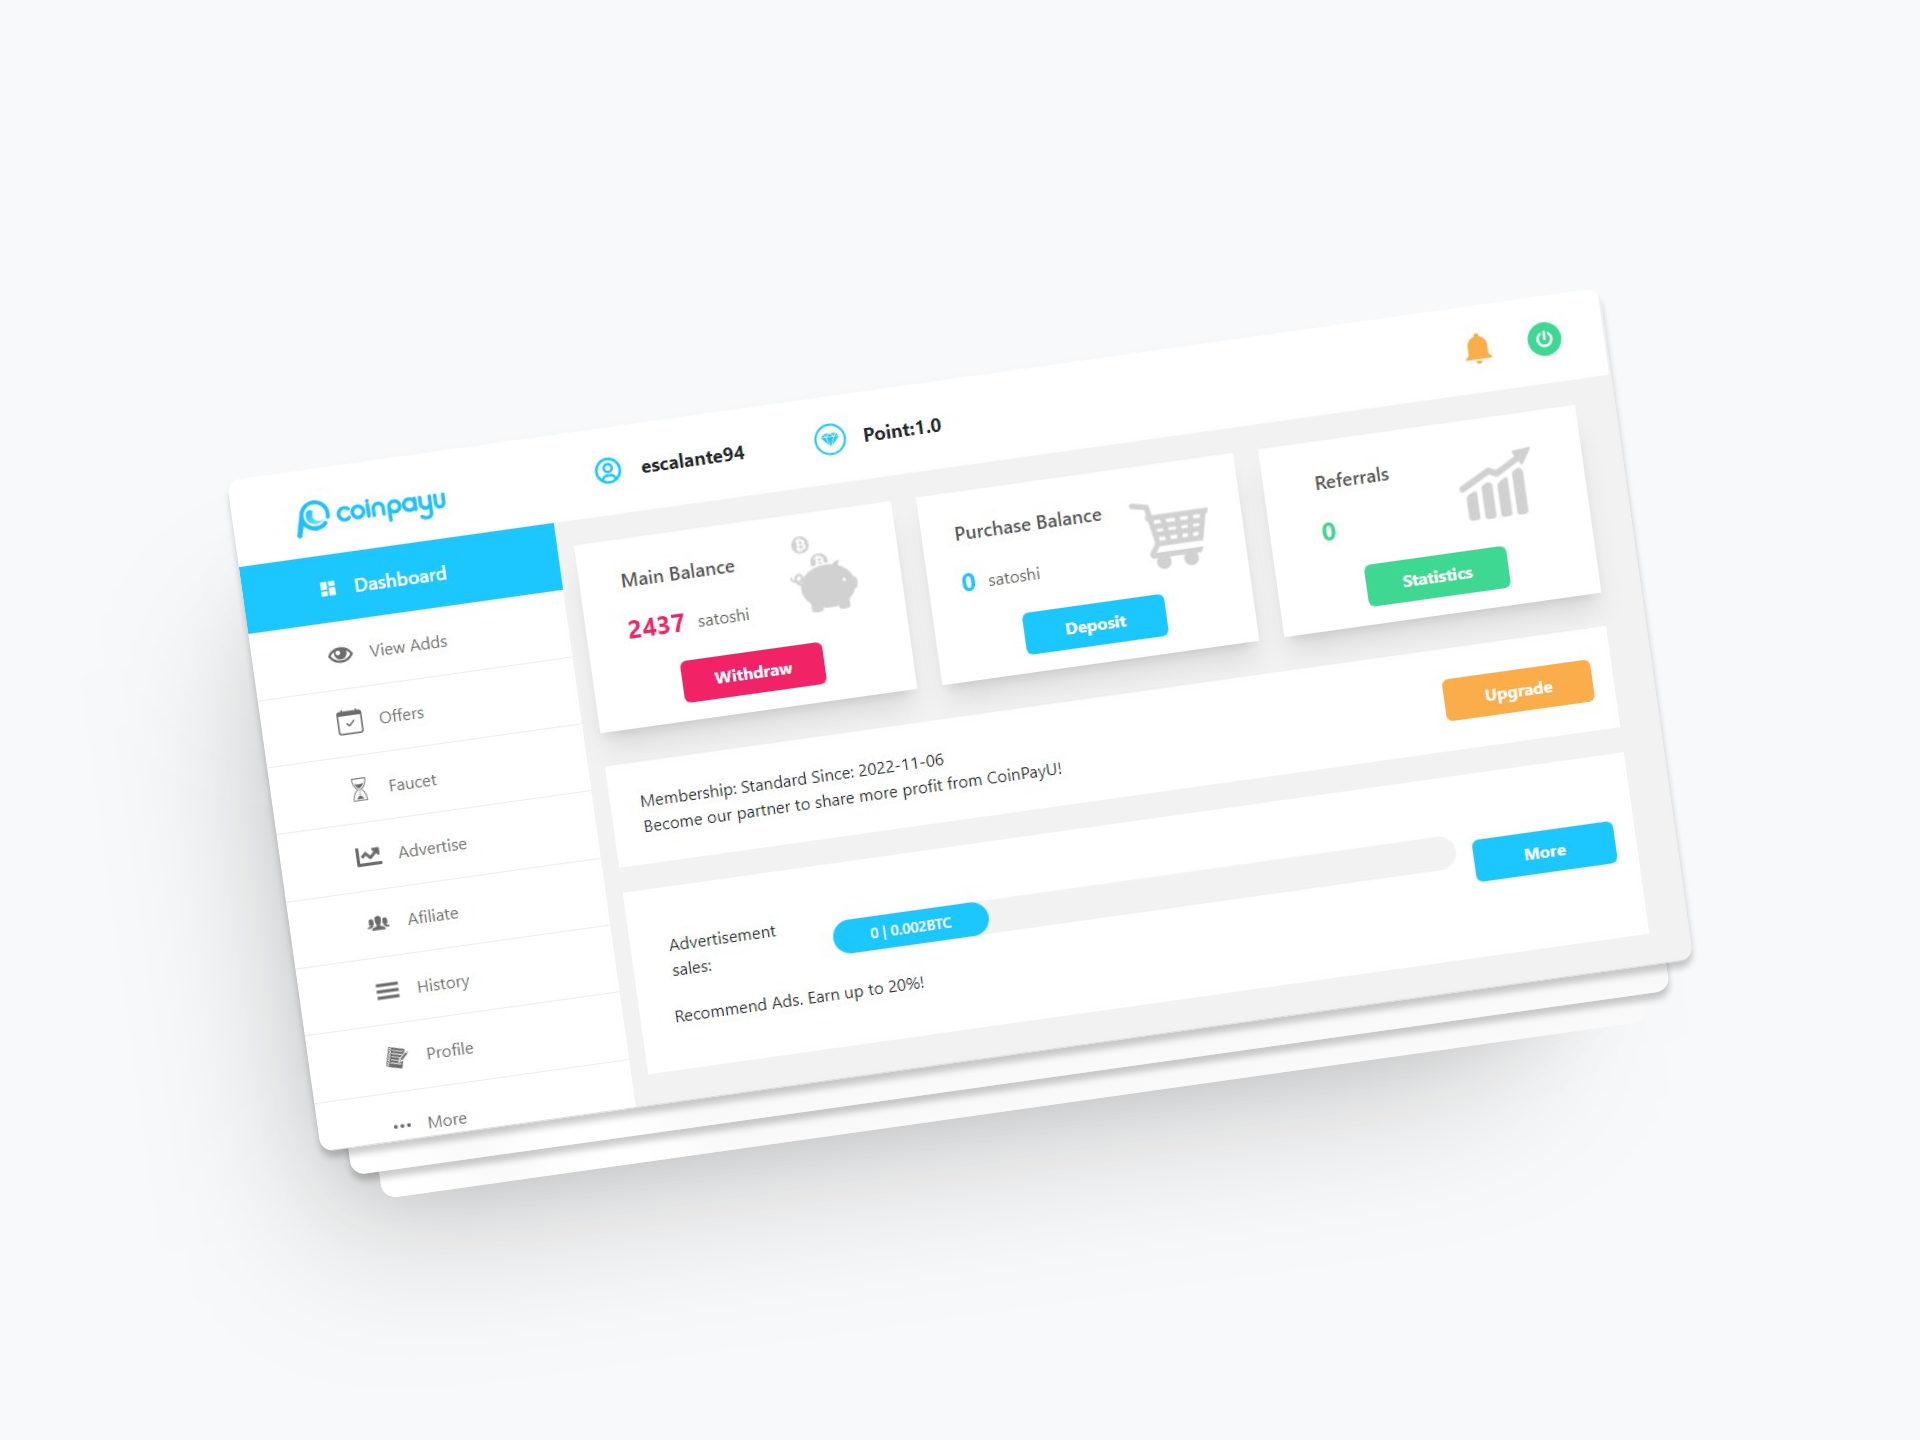 coinpayu
escalante94
Point:1.0
Dashboard
View Adds
Offers
Faucet
Advertise
Afiliate
History
Profile
More
Main Balance
2437 satoshi
Withdraw
Purchase Balance
0 satoshi
Deposit
Referrals
0
Statistics
Membership: Standard Since: 2022-11-06
Become our partner to share more profit from CoinPayU!
Upgrade
Advertisement
sales:
0 | 0.002BTC
More
Recommend Ads. Earn up to 20%!